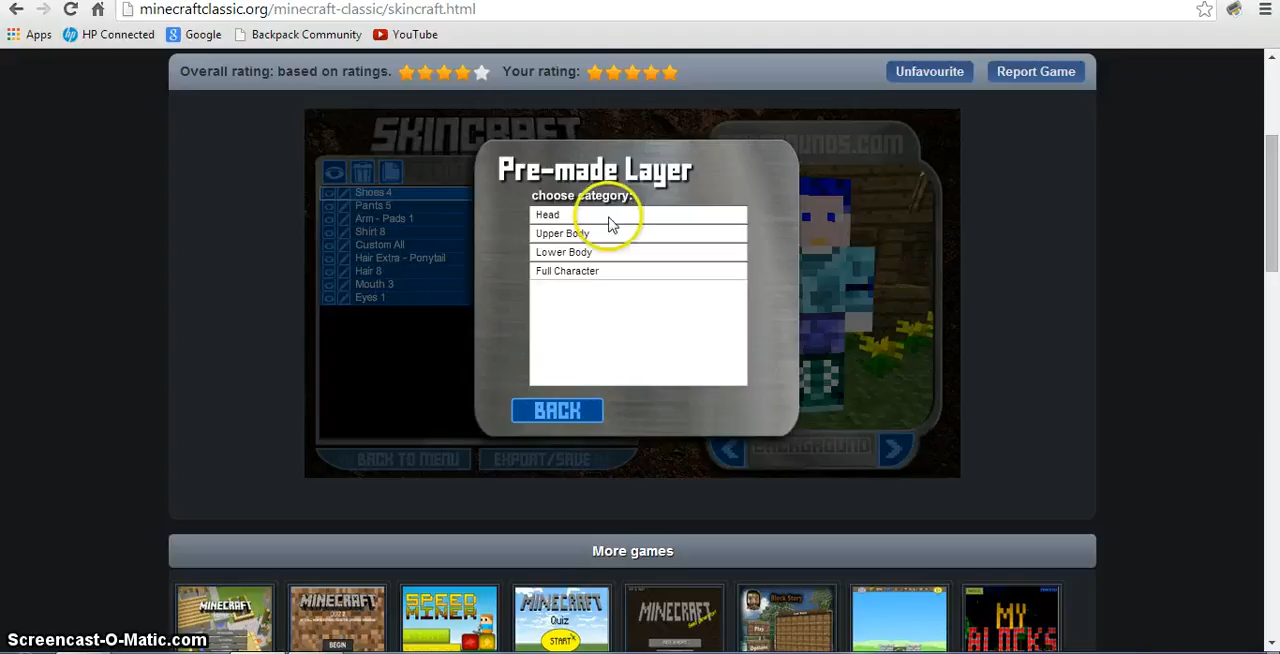 minecraftclassic.org/minecraft-classic/skincraft.html
Apps HP Connected Google Backpack Community YouTube
Overall rating: based on ratings. Your rating: Unfavourite Report Game
SKINCRAFT
Pre-made Layer
choose category:
Head
Upper Body
Lower Body
Full Character
BACK
Shoes 4
Pants 5
Arm - Pads 1
Shirt 8
Custom All
Hair Extra - Ponytail
Hair 8
Mouth 3
Eyes 1
BACK TO MENU EXPORT/SAVE BACKGROUND
More games
MINECRAFT
MINECRAFT
BEGIN
SPEED
MINER
MINECRAFT
Quiz
START
MINECRAFT
Block Story
Play
MY
BLOCKS
Screencast-O-Matic.com